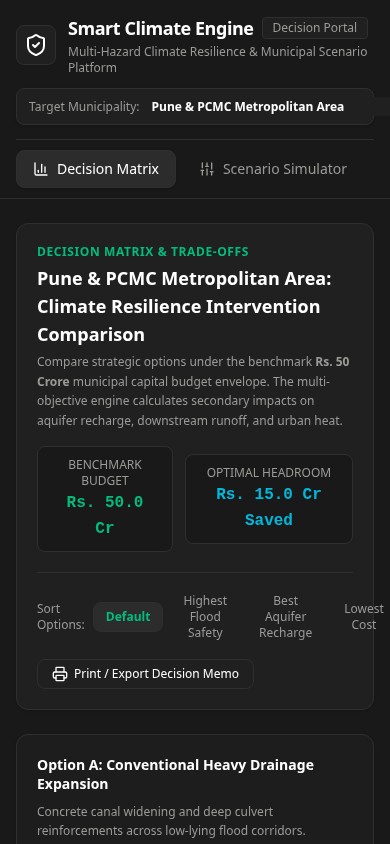 Smart Climate Engine
Decision Portal
Multi-Hazard Climate Resilience & Municipal Scenario
Platform
Target Municipality: Pune & PCMC Metropolitan Area
Decision Matrix
Scenario Simulator
DECISION MATRIX & TRADE-OFFS
Pune & PCMC Metropolitan Area:
Climate Resilience Intervention
Comparison
Compare strategic options under the benchmark Rs. 50
Crore municipal capital budget envelope. The multi-
objective engine calculates secondary impacts on
aquifer recharge, downstream runoff, and urban heat.
BENCHMARK
BUDGET
Rs. 50.0
Cr
OPTIMAL HEADROOM
Rs. 15.0 Cr
Saved
Sort
Options:
Default
Highest
Flood
Safety
Best
Aquifer
Recharge
Lowest
Cost
Print / Export Decision Memo
Option A: Conventional Heavy Drainage
Expansion
Concrete canal widening and deep culvert
reinforcements across low-lying flood corridors.